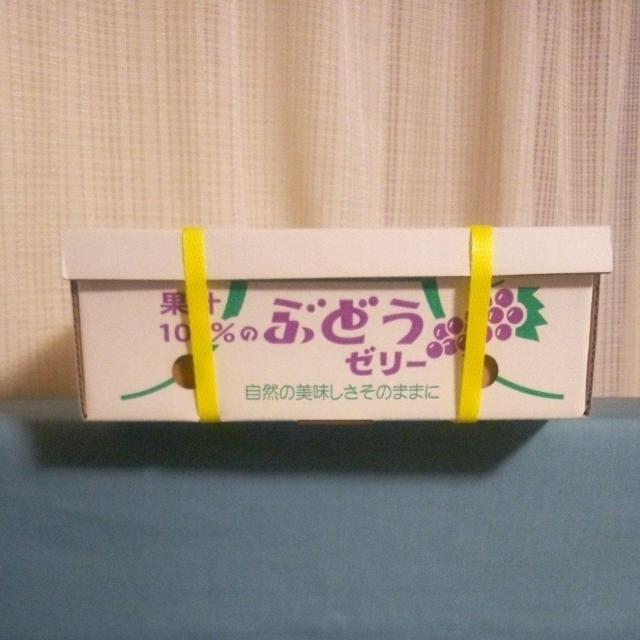 果汁
100%の
ぶどう
ゼリー
自然の美味しさそのままに